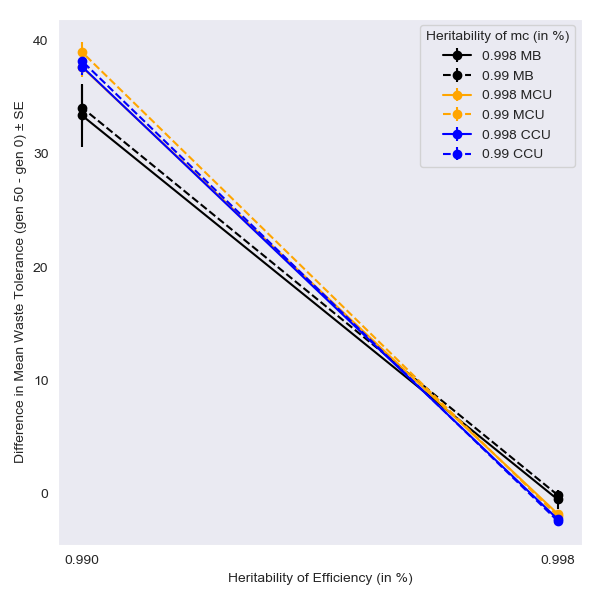 40
30
20
10
0
Difference in Mean Waste Tolerance (gen 50 - gen 0) ± SE
Heritability of mc (in %)
0.998 MB
0.99 MB
0.998 MCU
0.99 MCU
0.998 CCU
0.99 CCU
0.990
0.998
Heritability of Efficiency (in %)